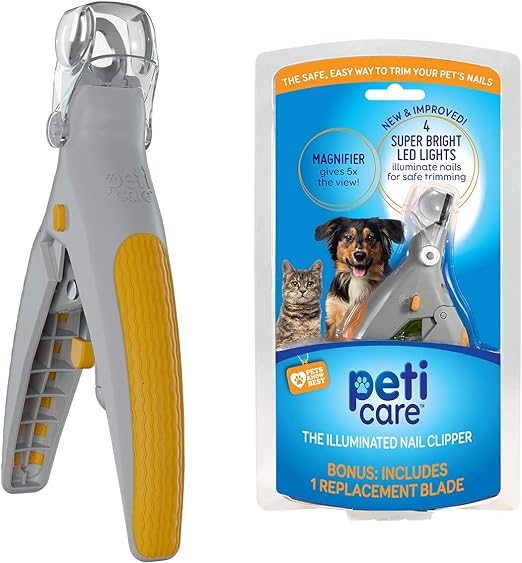 peti
care™
THE SAFE, EASY WAY TO TRIM YOUR PET'S NAILS
NEW & IMPROVED!
4
SUPER BRIGHT
LED LIGHTS
illuminate nails
for safe trimming
MAGNIFIER
gives 5x
the view!
PETS
KNOW
BEST
peti
care™
THE ILLUMINATED NAIL CLIPPER
BONUS: INCLUDES
1 REPLACEMENT BLADE